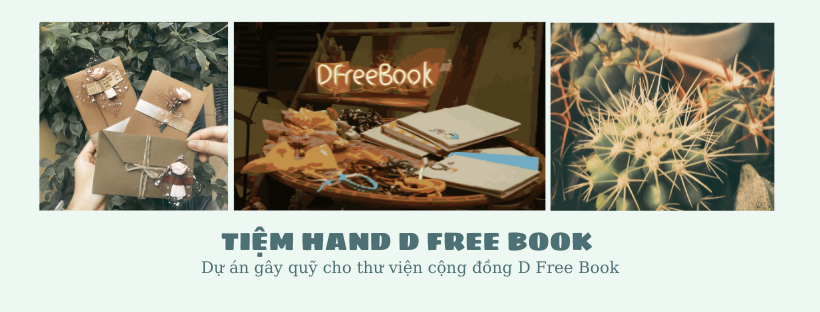 DFreeBook
TIỆM HAND D FREE BOOK
Dự án gây quỹ cho thư viện cộng đồng D Free Book